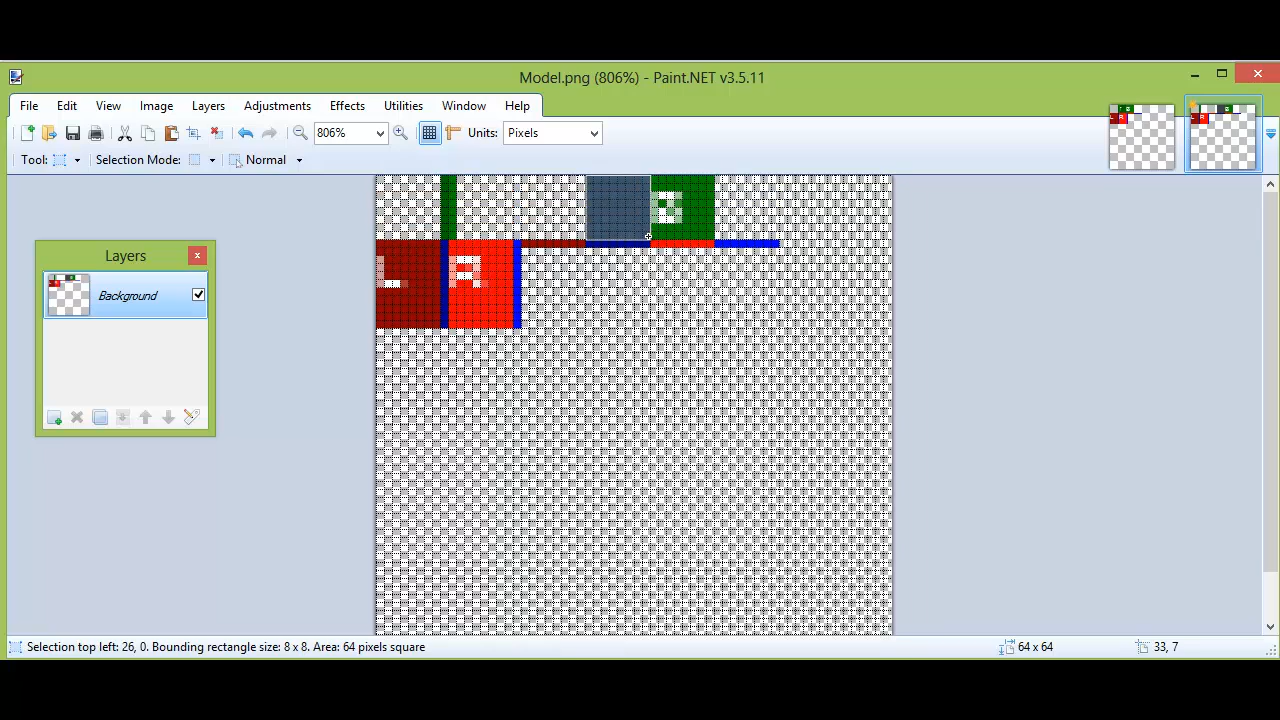 Model.png (806%) - Paint.NET v3.5.11
File Edit View Image Layers Adjustments Effects Utilities Window Help
806% Units: Pixels
Tool: Selection Mode: Normal
Layers
Background
L R
Selection top left: 26, 0. Bounding rectangle size: 8 x 8. Area: 64 pixels square 64 x 64 33, 7